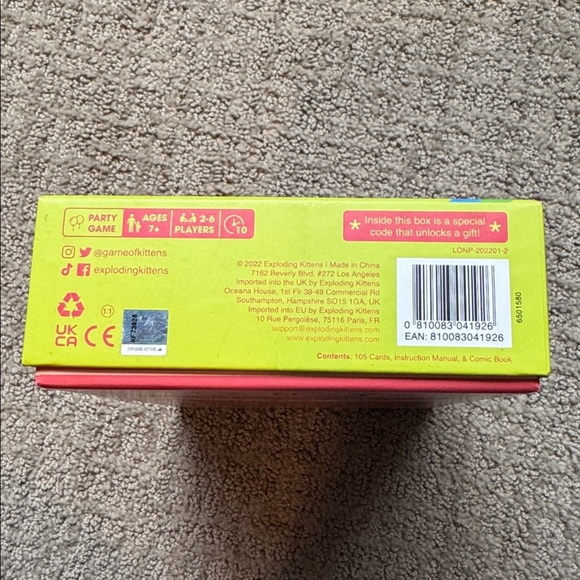 PARTY GAME
AGES 7+
2-6 PLAYERS
10
Inside this box is a special
code that unlocks a gift!
LONP-202201-2
@gameofkittens
explodingkittens
© 2022 Exploding Kittens | Made in China
7162 Beverly Blvd, #272 Los Angeles
Imported into the UK by Exploding Kittens
Oceana House, 1st Flr 39-49 Commercial Rd
Southampton, Hampshire SO15 1GA, UK
Imported into EU by Exploding Kittens
10 Rue Pergolèse, 75116 Paris, FR
support@explodingkittens.com
www.explodingkittens.com
1.1
UK
CA CE
0 810083 041926
EAN: 810083041926
6501580
Contents: 105 Cards, Instruction Manual, & Comic Book